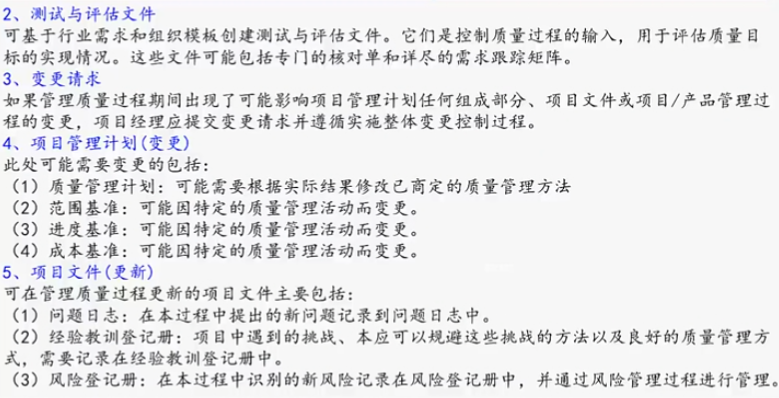 2、测试与评估文件
可基于行业需求和组织模板创建测试与评估文件。它们是控制质量过程的输入，用于评估质量目
标的实现情况。这些文件可能包括专门的核对单和详尽的需求跟踪矩阵。
3、变更请求
如果管理质量过程期间出现了可能影响项目管理计划任何组成部分、项目文件或项目/产品管理过
程的变更，项目经理应提交变更请求并遵循实施整体变更控制过程。
4、项目管理计划(变更)
此处可能需要变更的包括：
（1）质量管理计划：可能需要根据实际结果修改已商定的质量管理方法
（2）范围基准：可能因特定的质量管理活动而变更。
（3）进度基准：可能因特定的质量管理活动而变更。
（4）成本基准：可能因特定的质量管理活动而变更。
5、项目文件(更新)
可在管理质量过程更新的项目文件主要包括：
（1）问题日志：在本过程中提出的新问题记录到问题日志中。
（2）经验教训登记册：项目中遇到的挑战、本应可以规避这些挑战的方法以及良好的质量管理方
式，需要记录在经验教训登记册中。
（3）风险登记册：在本过程中识别的新风险记录在风险登记册中，并通过风险管理过程进行管理。